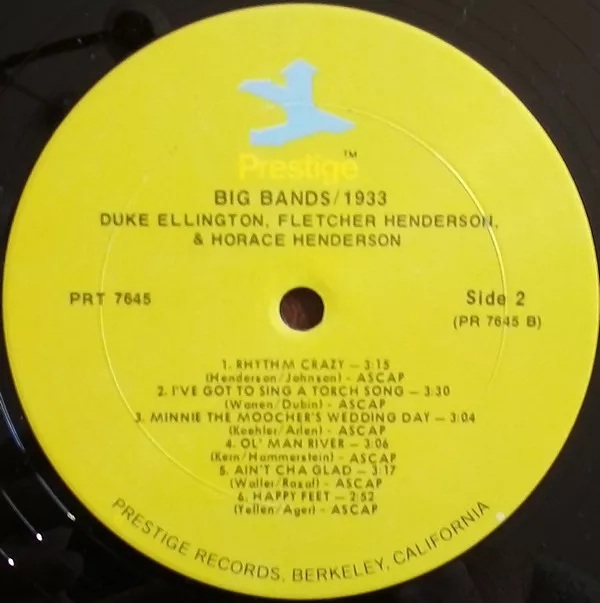 Prestige™
BIG BANDS/1933
DUKE ELLINGTON, FLETCHER HENDERSON,
& HORACE HENDERSON
PRT 7645
Side 2
(PR 7645 B)
1. RHYTHM CRAZY — 3:15
(Henderson/Johnson) - ASCAP
2. I'VE GOT TO SING A TORCH SONG — 3:30
(Warren/Dubin) - ASCAP
3. MINNIE THE MOOCHER'S WEDDING DAY — 3:04
(Koehler/Arlen) - ASCAP
4. OL' MAN RIVER — 3:06
(Kern/Hammerstein) - ASCAP
5. AIN'T CHA GLAD — 3:17
(Waller/Razaf) - ASCAP
6. HAPPY FEET — 2:52
(Yellen/Ager) - ASCAP
PRESTIGE RECORDS, BERKELEY, CALIFORNIA